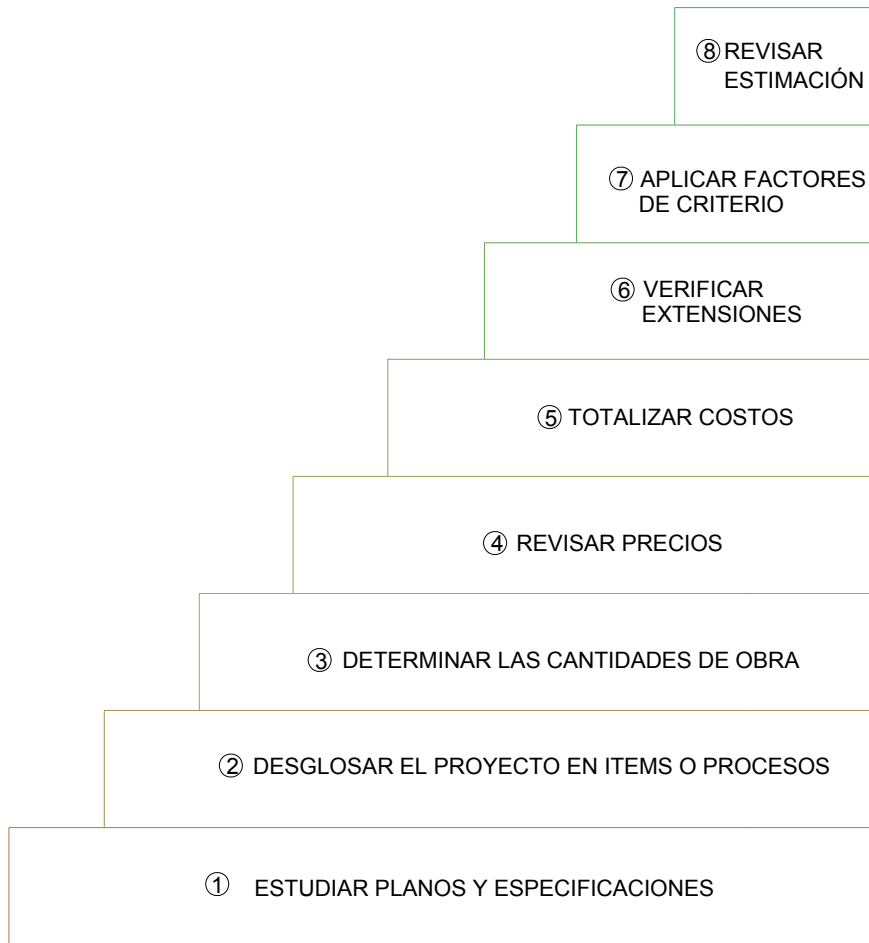 ⑧ REVISAR
ESTIMACIÓN
⑦ APLICAR FACTORES
DE CRITERIO
⑥ VERIFICAR
EXTENSIONES
⑤ TOTALIZAR COSTOS
④ REVISAR PRECIOS
③ DETERMINAR LAS CANTIDADES DE OBRA
② DESGLOSAR EL PROYECTO EN ITEMS O PROCESOS
① ESTUDIAR PLANOS Y ESPECIFICACIONES